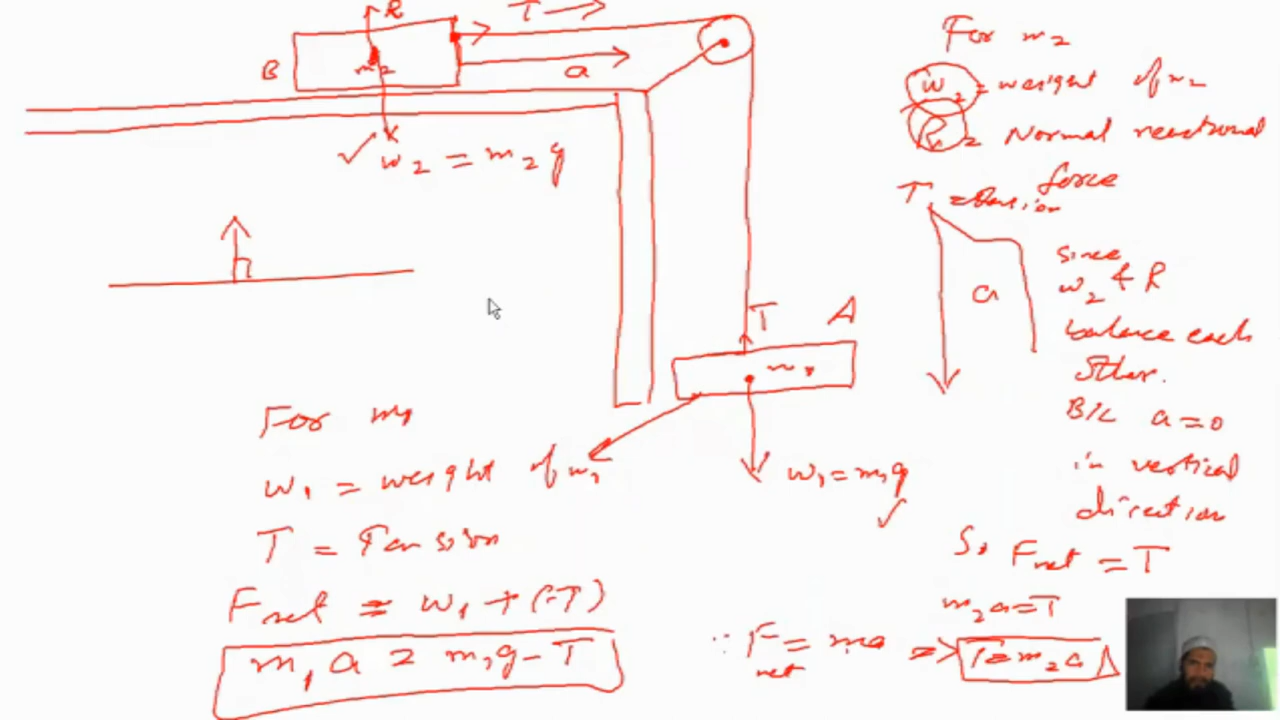 R
T
B
m2
a
w2 = m2g
T
A
m1
w1 = m1g
For m1
w1 = weight of m1
T = Tension
Fnet = w1 + (-T)
m1a = m1g - T
For m2
w2 = weight of m2
R = Normal reactional
force
T = Tension
a
since
w2 & R
balance each
other.
B/c a = 0
in vertical
direction
So Fnet = T
m2a = T
∵ Fnet = ma => T = m2a